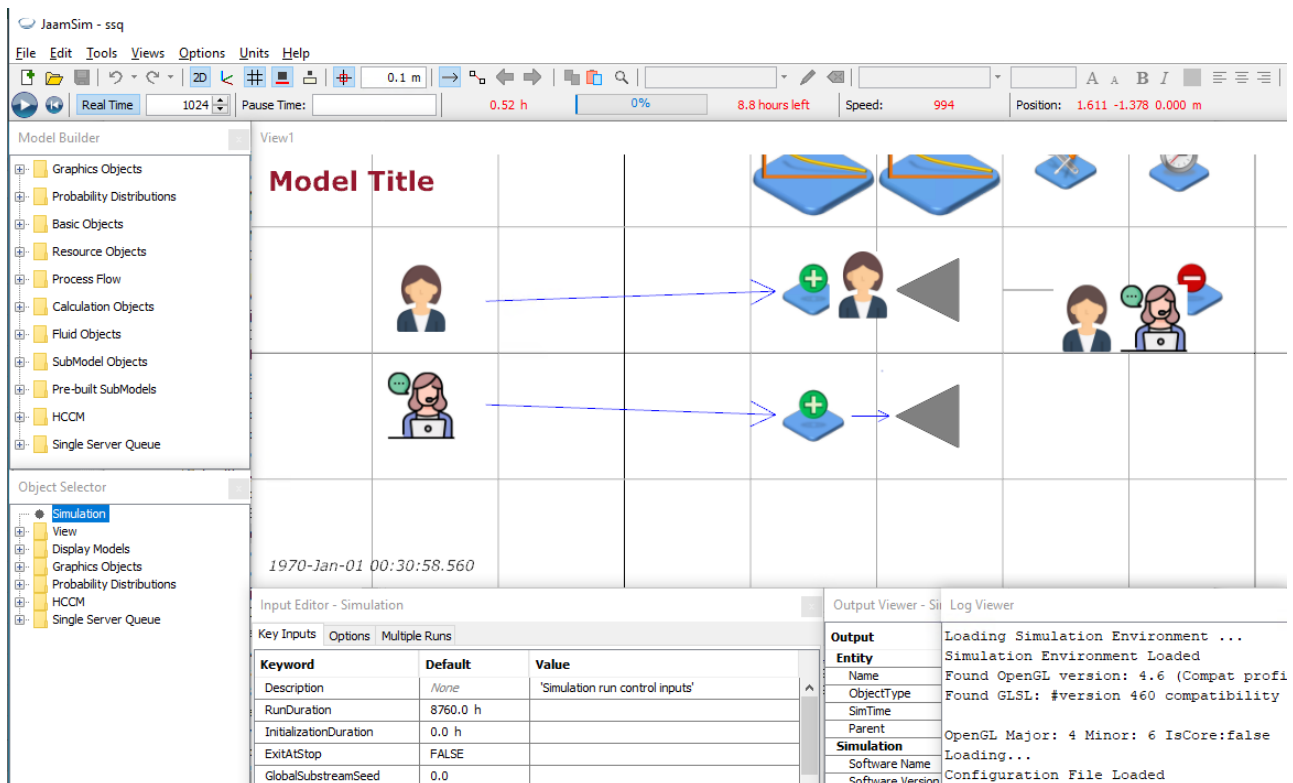 JaamSim - ssq
File Edit Tools Views Options Units Help
2D 0.1 m A A B I
Real Time 1024 Pause Time: 0.52 h 0% 8.8 hours left Speed: 994 Position: 1.611 -1.378 0.000 m
Model Builder
Graphics Objects
Probability Distributions
Basic Objects
Resource Objects
Process Flow
Calculation Objects
Fluid Objects
SubModel Objects
Pre-built SubModels
HCCM
Single Server Queue
Object Selector
Simulation
View
Display Models
Graphics Objects
Probability Distributions
HCCM
Single Server Queue
View1
Model Title
1970-Jan-01 00:30:58.560
Input Editor - Simulation
Key Inputs Options Multiple Runs
Keyword Default Value
Description None 'Simulation run control inputs'
RunDuration 8760.0 h
InitializationDuration 0.0 h
ExitAtStop FALSE
GlobalSubstreamSeed 0.0
Output Viewer - Si
Output
Entity
Name
ObjectType
SimTime
Parent
Simulation
Software Name
Software Version
Log Viewer
Loading Simulation Environment ...
Simulation Environment Loaded
Found OpenGL version: 4.6 (Compat profi
Found GLSL: #version 460 compatibility
OpenGL Major: 4 Minor: 6 IsCore:false
Loading...
Configuration File Loaded